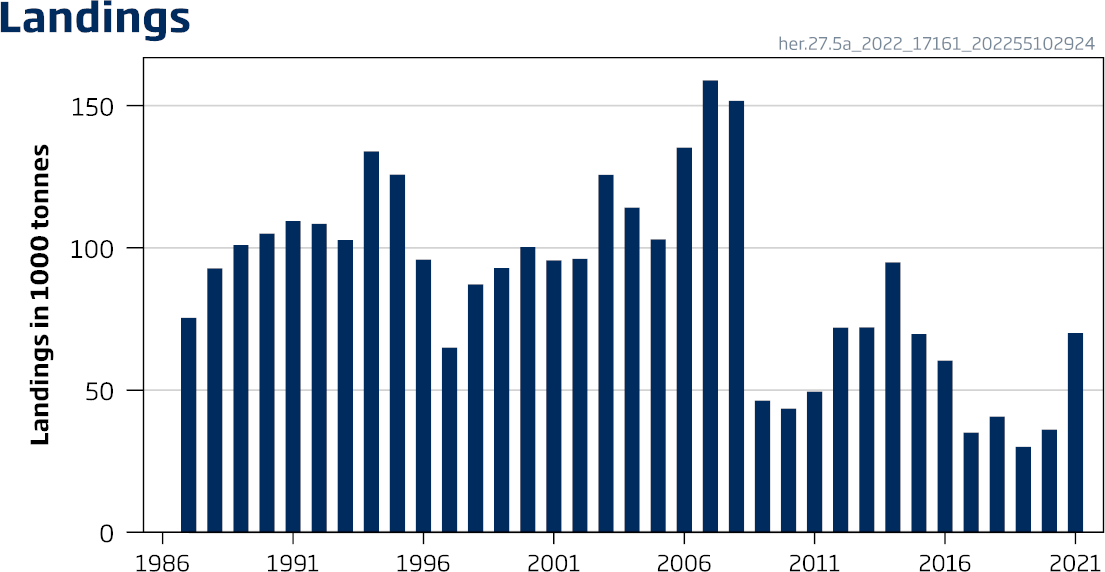 Landings
her.27.5a_2022_17161_202255102924
Landings in 1000 tonnes
150
100
50
0
1986 1991 1996 2001 2006 2011 2016 2021